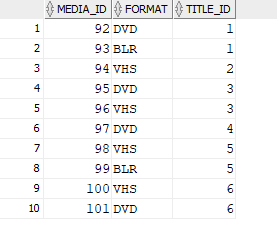 MEDIA_ID FORMAT TITLE_ID
1 92 DVD 1
2 93 BLR 1
3 94 VHS 2
4 95 DVD 3
5 96 VHS 3
6 97 DVD 4
7 98 VHS 5
8 99 BLR 5
9 100 VHS 6
10 101 DVD 6